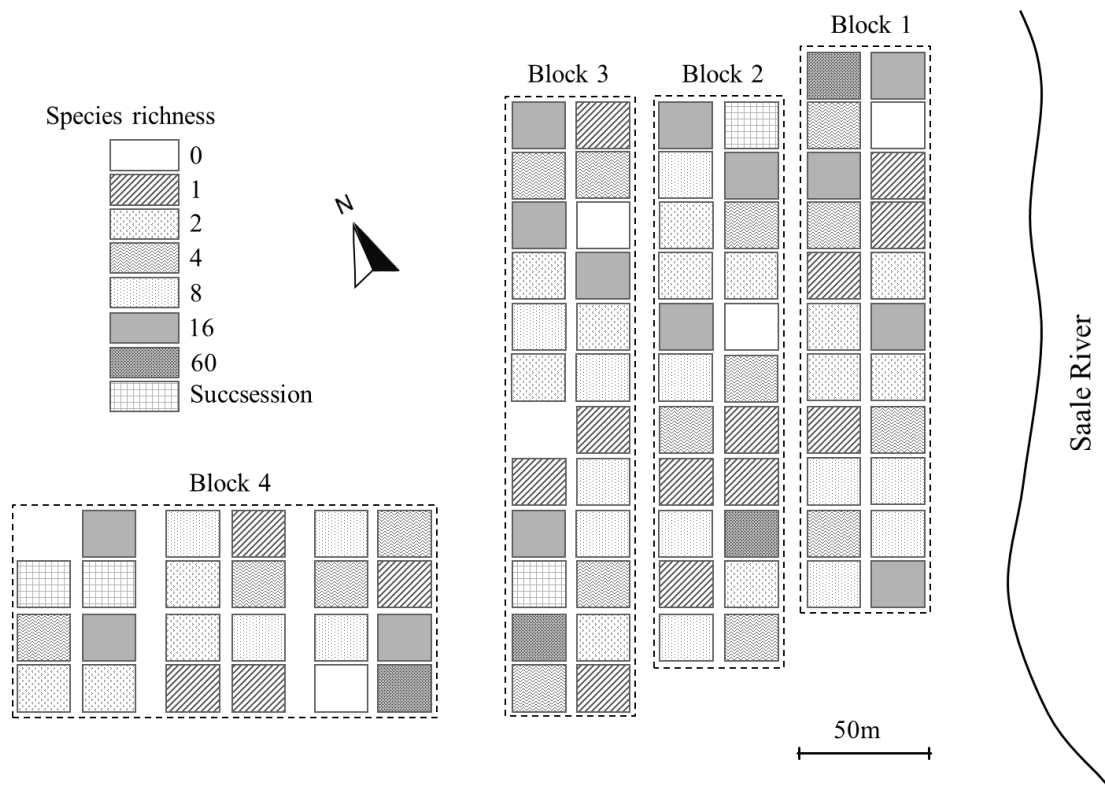 Block 1
Block 3
Block 2
Species richness
0
1
2
4
8
16
60
Succsession
N
Saale River
Block 4
50m